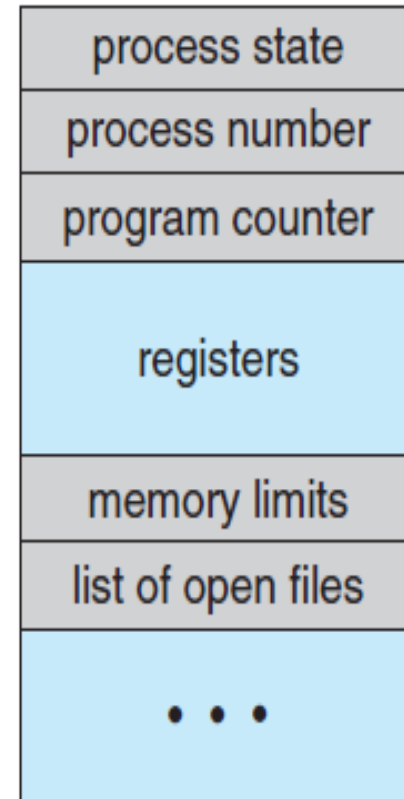 process state
process number
program counter
registers
memory limits
list of open files
• • •